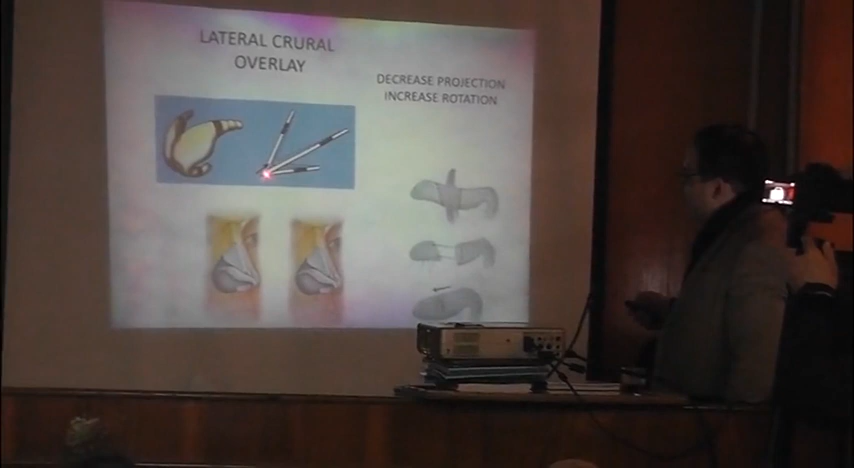 LATERAL CRURAL
OVERLAY
DECREASE PROJECTION
INCREASE ROTATION